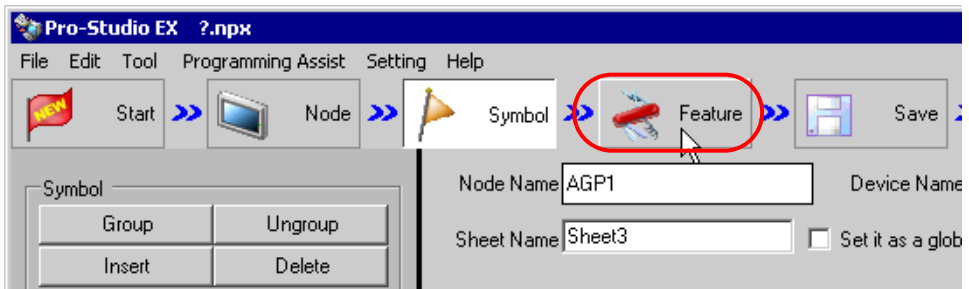 Pro-Studio EX ?.npx
File Edit Tool Programming Assist Setting Help
NEW Start Node Symbol Feature Save
Node Name AGP1 Device Name
Symbol
Group Ungroup
Sheet Name Sheet3 Set it as a glob
Insert Delete